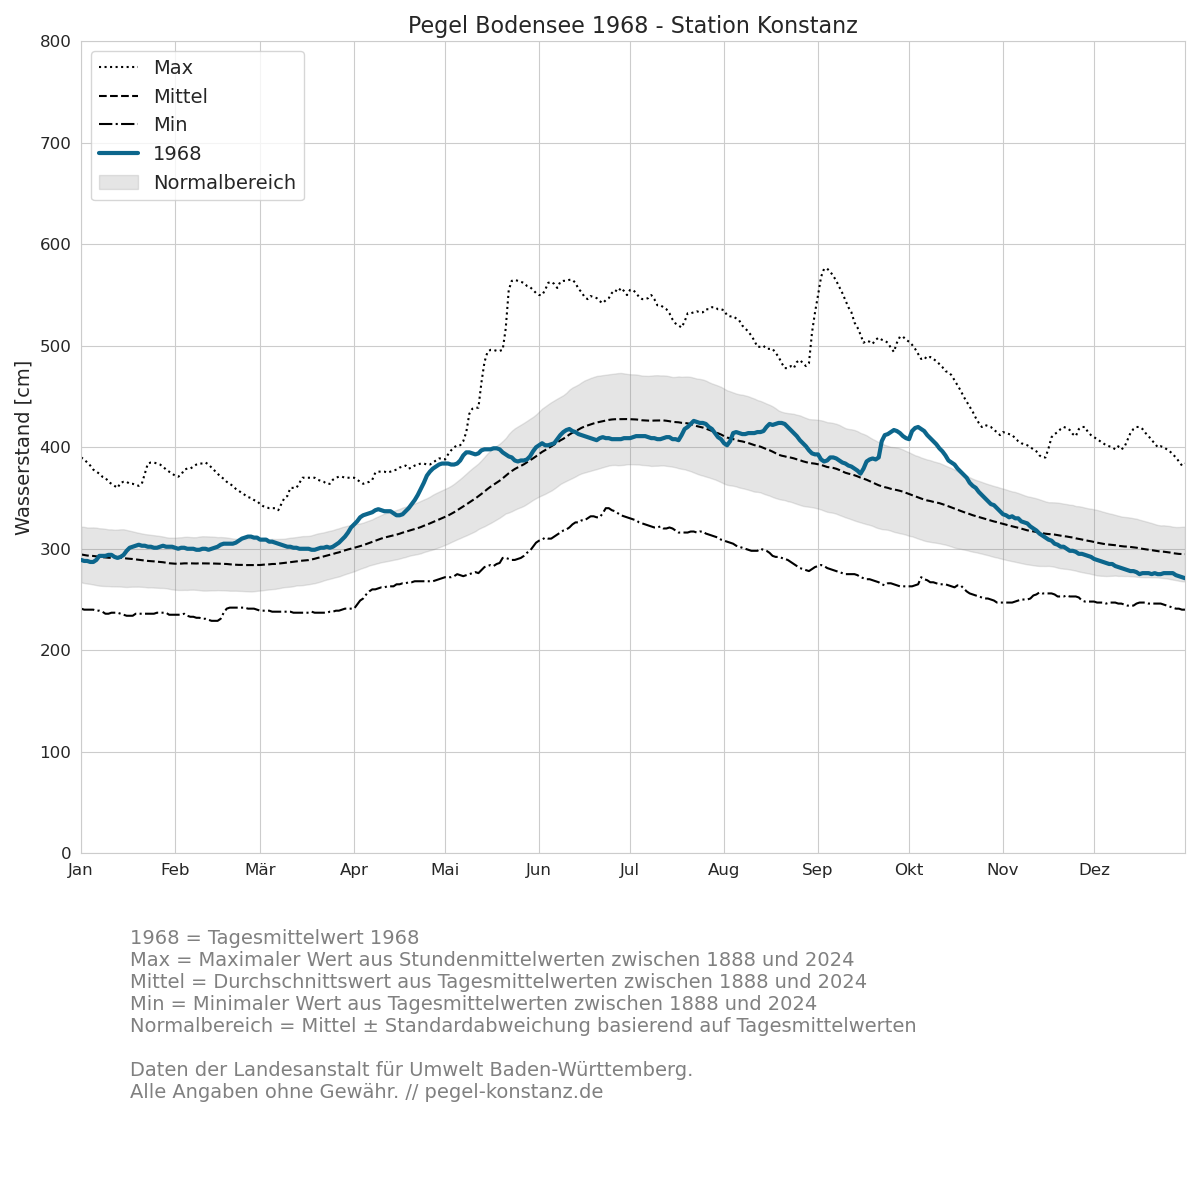 Pegel Bodensee 1968 - Station Konstanz
800
700
600
500
400
300
200
100
0
Wasserstand [cm]
Max
Mittel
Min
1968
Normalbereich
Jan Feb Mär Apr Mai Jun Jul Aug Sep Okt Nov Dez
1968 = Tagesmittelwert 1968
Max = Maximaler Wert aus Stundenmittelwerten zwischen 1888 und 2024
Mittel = Durchschnittswert aus Tagesmittelwerten zwischen 1888 und 2024
Min = Minimaler Wert aus Tagesmittelwerten zwischen 1888 und 2024
Normalbereich = Mittel ± Standardabweichung basierend auf Tagesmittelwerten
Daten der Landesanstalt für Umwelt Baden-Württemberg.
Alle Angaben ohne Gewähr. // pegel-konstanz.de